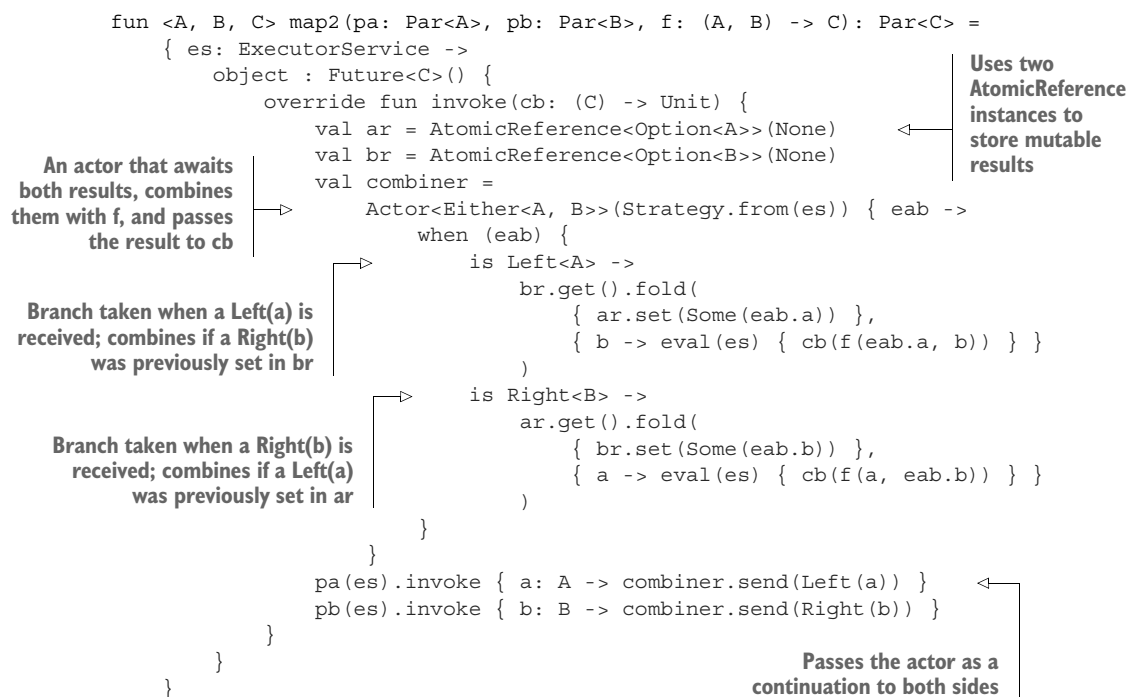 fun <A, B, C> map2(pa: Par<A>, pb: Par<B>, f: (A, B) -> C): Par<C> =
{ es: ExecutorService ->
object : Future<C>() {
override fun invoke(cb: (C) -> Unit) {
val ar = AtomicReference<Option<A>>(None)
val br = AtomicReference<Option<B>>(None)
Uses two
AtomicReference
instances to
store mutable
results
val combiner =
Actor<Either<A, B>>(Strategy.from(es)) { eab ->
An actor that awaits
both results, combines
them with f, and passes
the result to cb
when (eab) {
is Left<A> ->
br.get().fold(
{ ar.set(Some(eab.a)) },
{ b -> eval(es) { cb(f(eab.a, b)) } }
)
Branch taken when a Left(a) is
received; combines if a Right(b)
was previously set in br
is Right<B> ->
ar.get().fold(
{ br.set(Some(eab.b)) },
{ a -> eval(es) { cb(f(a, eab.b)) } }
)
Branch taken when a Right(b) is
received; combines if a Left(a)
was previously set in ar
}
}
pa(es).invoke { a: A -> combiner.send(Left(a)) }
pb(es).invoke { b: B -> combiner.send(Right(b)) }
}
}
}
Passes the actor as a
continuation to both sides